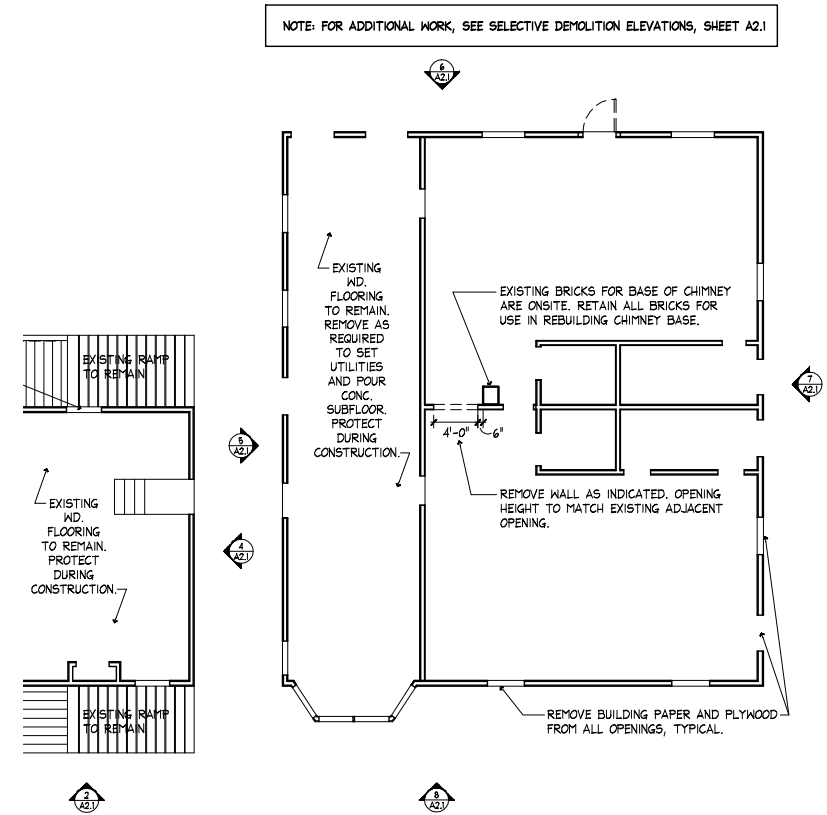 NOTE: FOR ADDITIONAL WORK, SEE SELECTIVE DEMOLITION ELEVATIONS, SHEET A2.1
6
A2.1
EXISTING
WD.
FLOORING
TO REMAIN.
REMOVE AS
REQUIRED
TO SET
UTILITIES
AND POUR
CONC.
SUBFLOOR.
PROTECT
DURING
CONSTRUCTION.
EXISTING BRICKS FOR BASE OF CHIMNEY
ARE ONSITE. RETAIN ALL BRICKS FOR
USE IN REBUILDING CHIMNEY BASE.
EXISTING RAMP
TO REMAIN
7
A2.1
4'-0"
6"
5
A2.1
REMOVE WALL AS INDICATED. OPENING
HEIGHT TO MATCH EXISTING ADJACENT
OPENING.
EXISTING
WD.
FLOORING
TO REMAIN.
PROTECT
DURING
CONSTRUCTION.
4
A2.1
EXISTING RAMP
TO REMAIN
REMOVE BUILDING PAPER AND PLYWOOD
FROM ALL OPENINGS, TYPICAL.
2
A2.1
8
A2.1